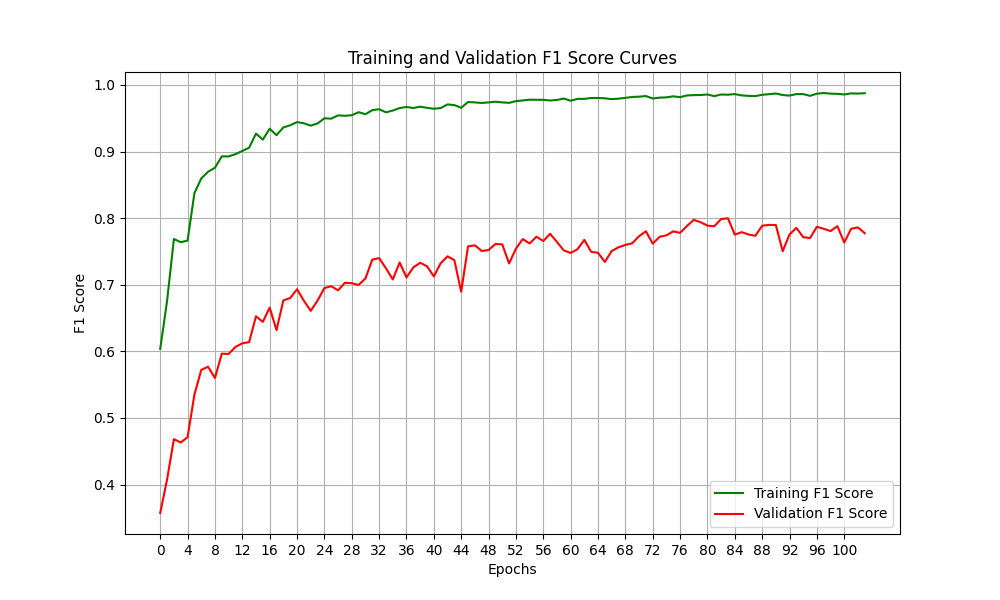 Training and Validation F1 Score Curves
1.0
0.9
0.8
0.7
0.6
0.5
0.4
F1 Score
Training F1 Score
Validation F1 Score
0 4 8 12 16 20 24 28 32 36 40 44 48 52 56 60 64 68 72 76 80 84 88 92 96 100
Epochs